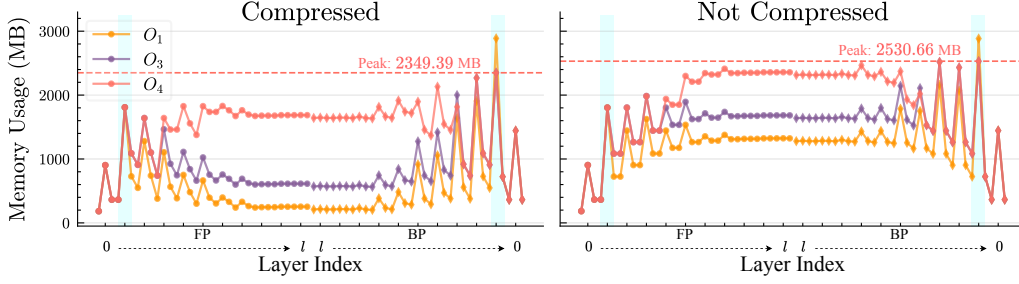 Compressed
Not Compressed
Memory Usage (MB)
3000
2000
1000
0
O1
O3
O4
Peak: 2349.39 MB
Peak: 2530.66 MB
0 FP l l BP 0
0 FP l l BP 0
Layer Index
Layer Index